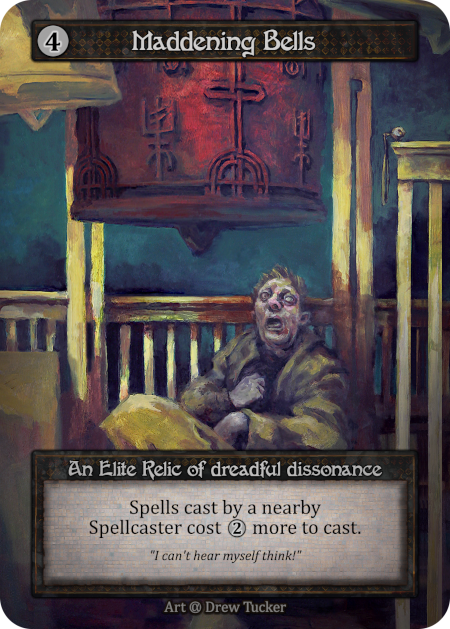 4
Maddening Bells
An Elite Relic of dreadful dissonance
Spells cast by a nearby
Spellcaster cost ② more to cast.
"I can't hear myself think!"
Art @ Drew Tucker